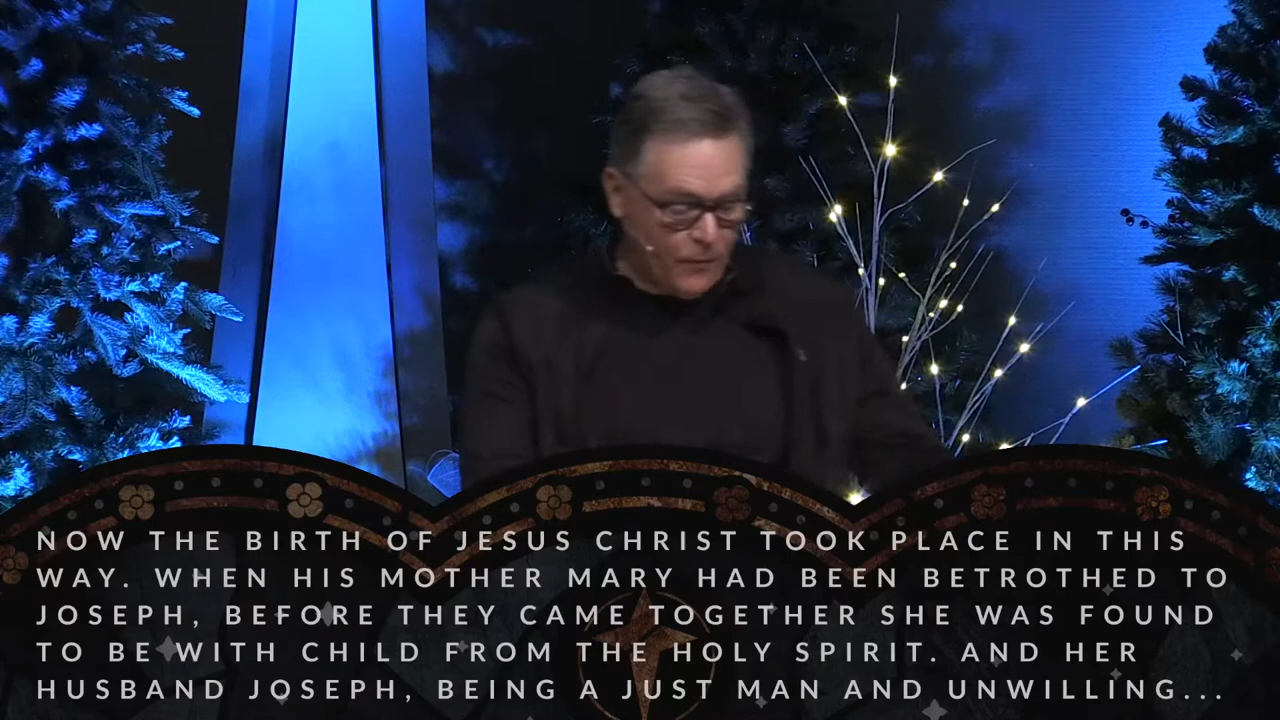 NOW THE BIRTH OF JESUS CHRIST TOOK PLACE IN THIS
WAY. WHEN HIS MOTHER MARY HAD BEEN BETROTHED TO
JOSEPH, BEFORE THEY CAME TOGETHER SHE WAS FOUND
TO BE WITH CHILD FROM THE HOLY SPIRIT. AND HER
HUSBAND JOSEPH, BEING A JUST MAN AND UNWILLING...